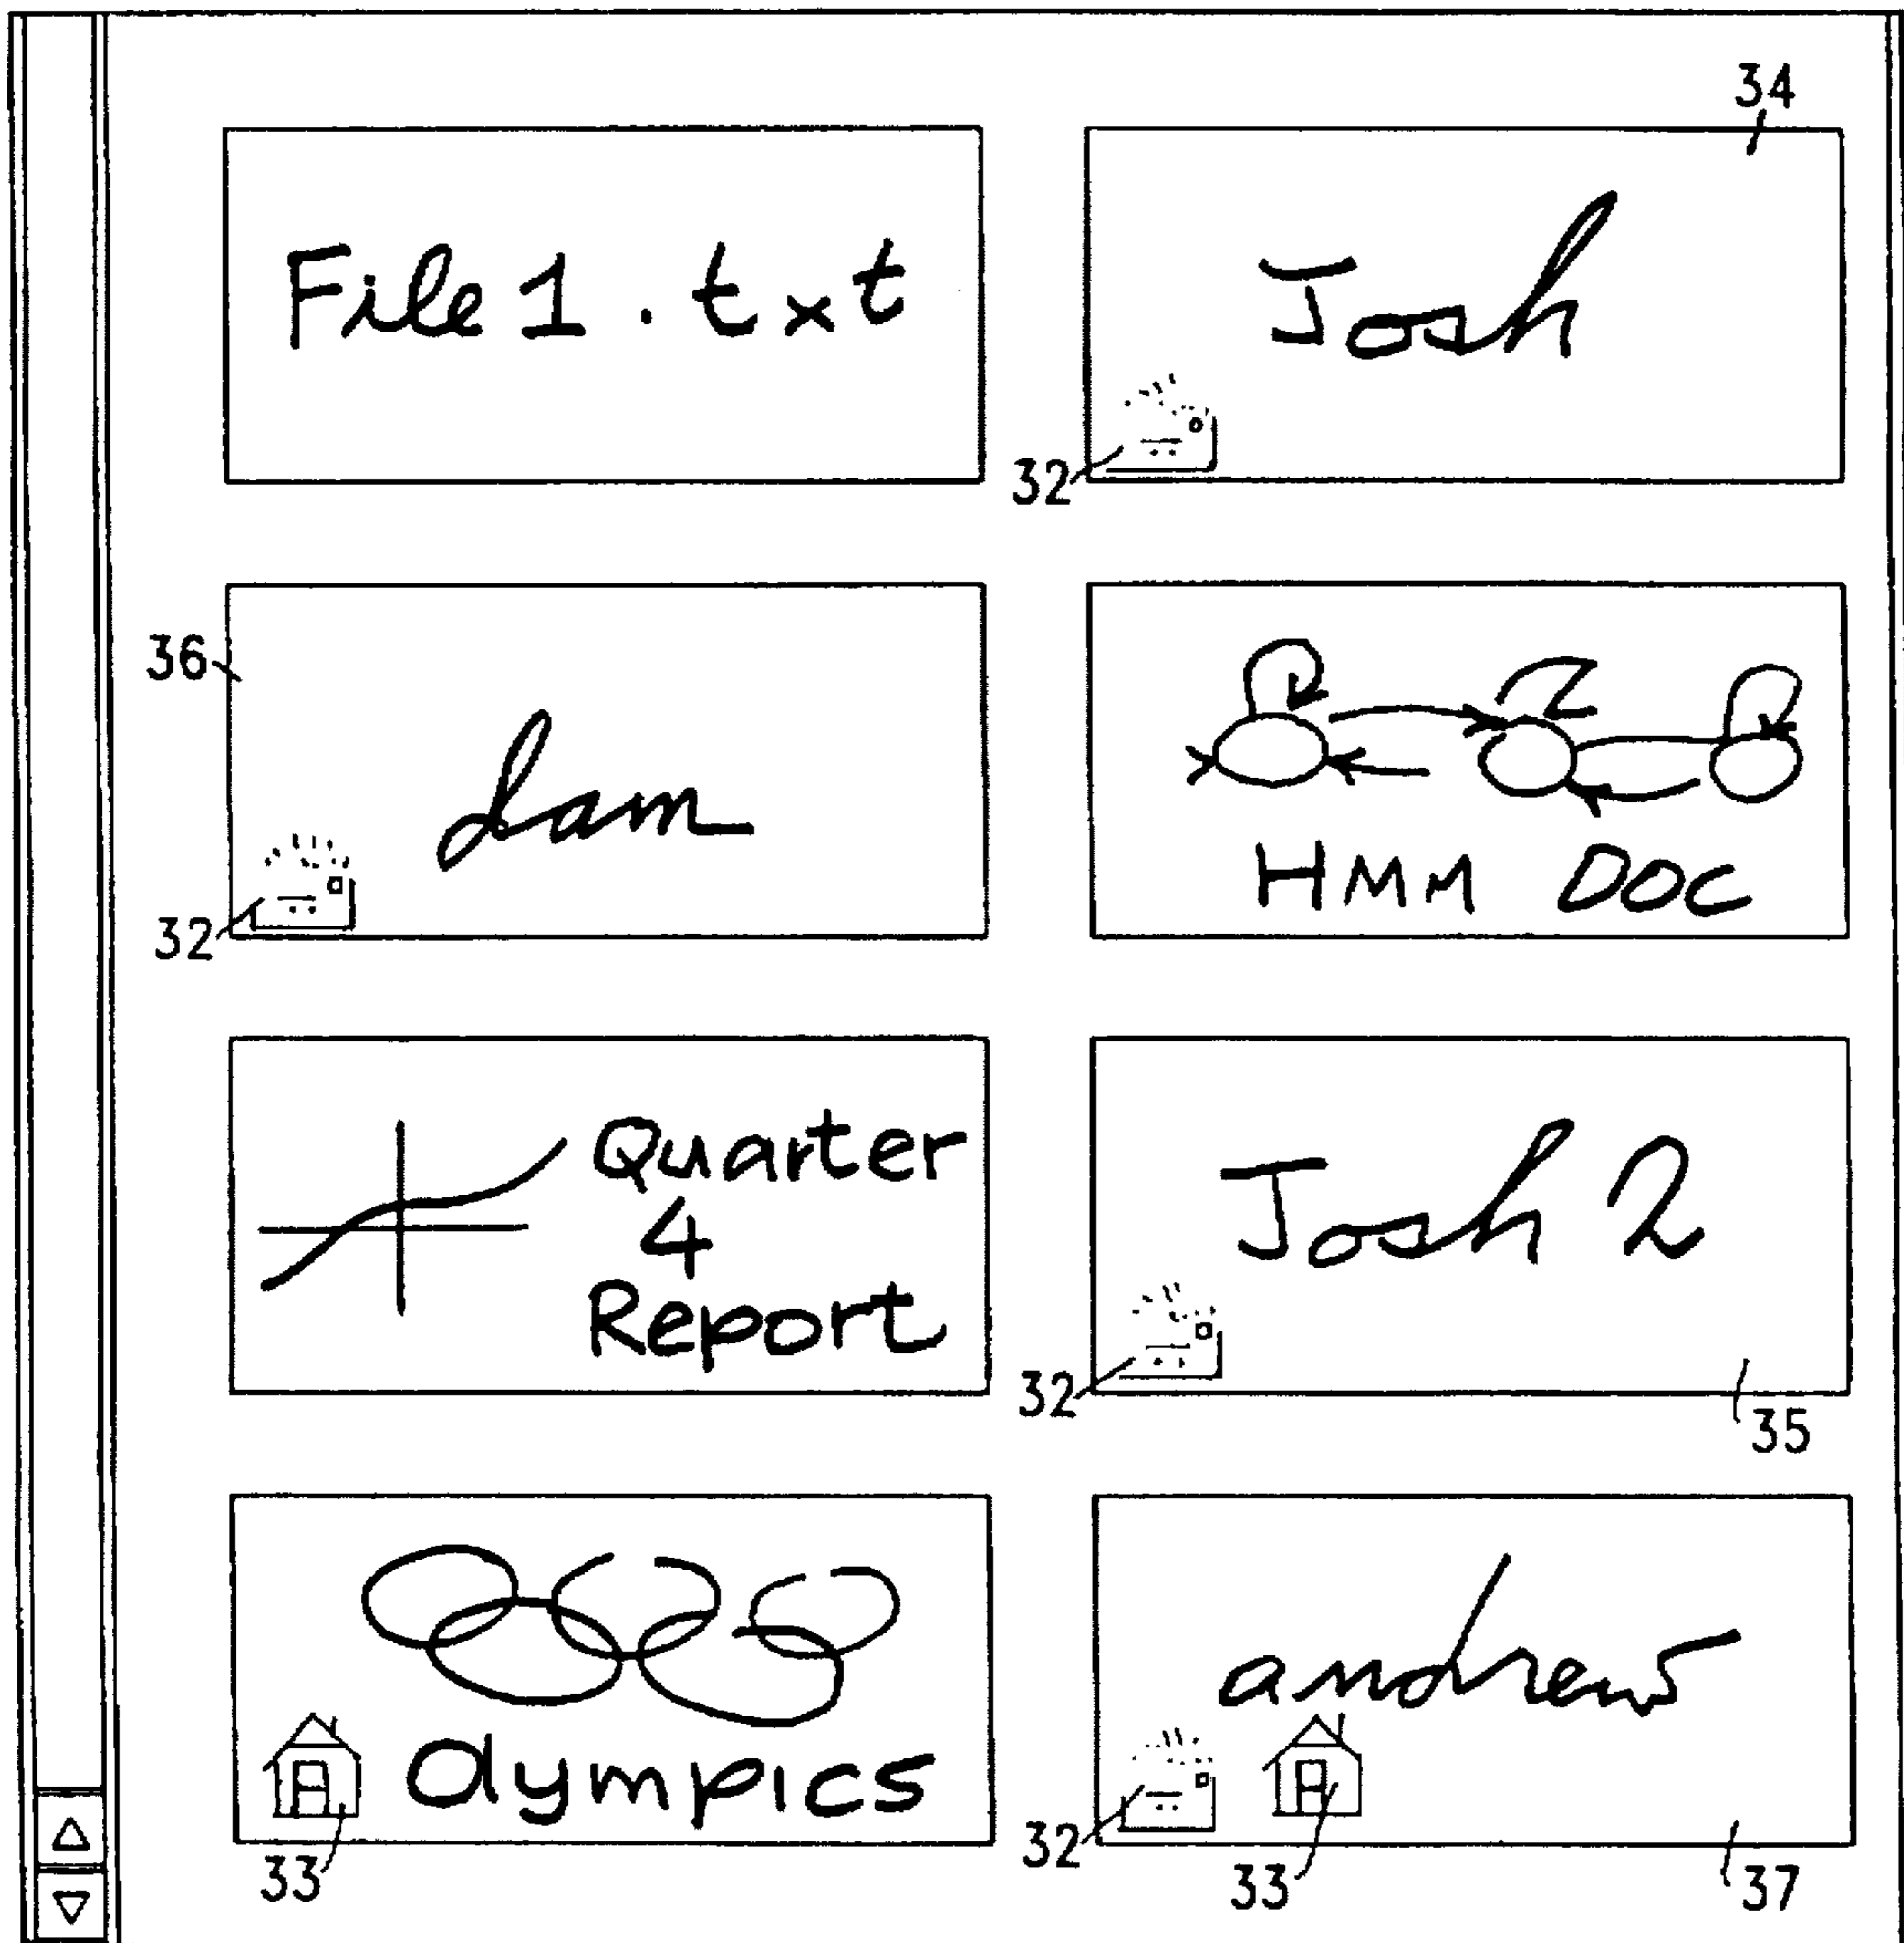 34
File 1 . txt
Josh
32
36
Sam
32
HMM DOC
Quarter
4
Report
Josh 2
32
35
Olympics
33
andrew
32
33
37